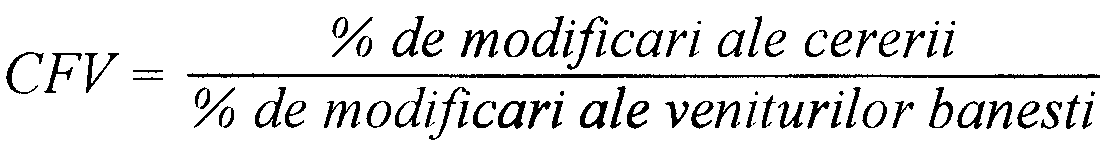 CFV = % de modificari ale cererii / % de modificari ale veniturilor banesti